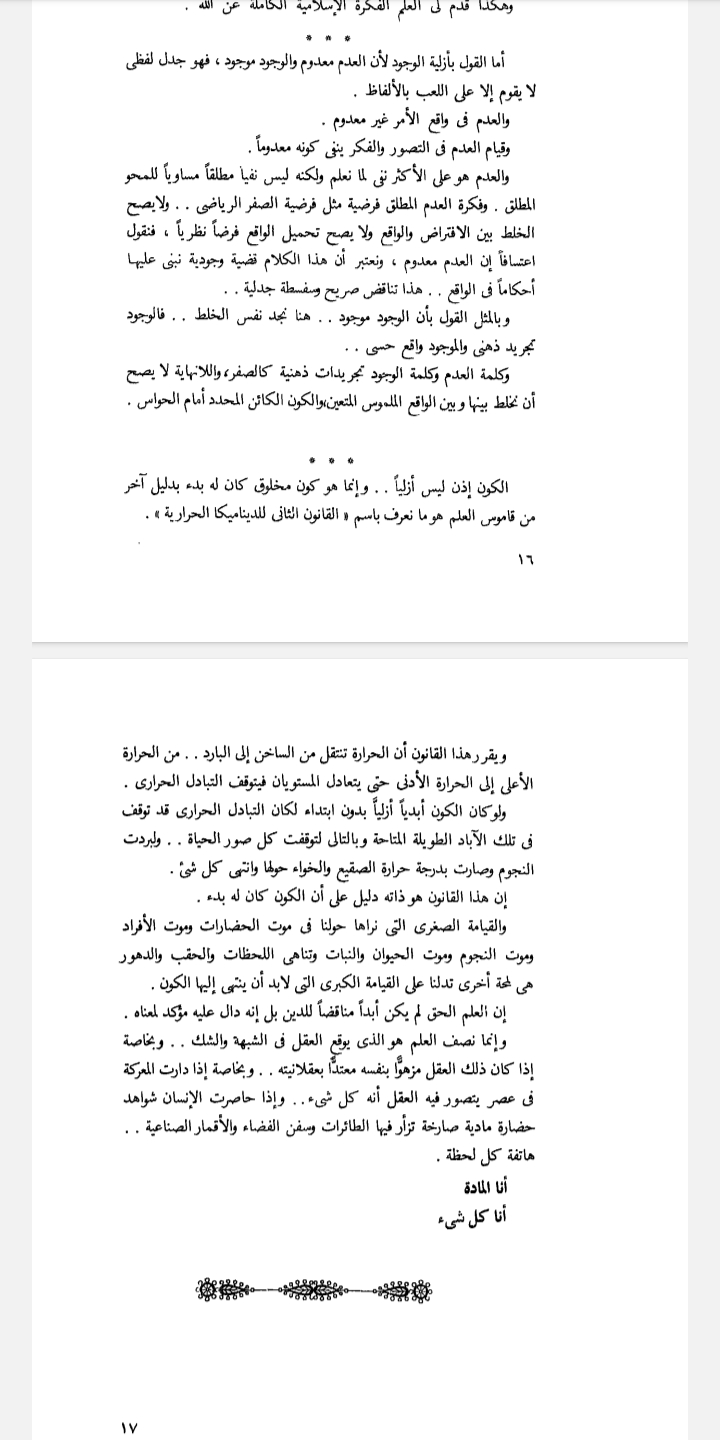 وهكذا قدم لى العلم الفكرة الإسلامية الكاملة عن الله .
* * *
أما القول بأزلية الوجود لأن العدم معدوم والوجود موجود ، فهو جدل لفظى
لا يقوم إلا على اللعب بالألفاظ .
والعدم فى واقع الأمر غير معدوم .
وقيام العدم فى التصور والفكر ينفى كونه معدوماً .
والعدم هو على الأكثر نفى لما نعلم ولكنه ليس نفياً مطلقاً مساوياً للمحو
المطلق . وفكرة العدم المطلق فرضية مثل فرضية الصفر الرياضى . . ولايصح
الخلط بين الافتراض والواقع ولا يصح تحميل الواقع فرضاً نظرياً ، فنقول
اعتسافاً إن العدم معدوم ، ونعتبر أن هذا الكلام قضية وجودية نبنى عليها
أحكاماً فى الواقع . . هذا تناقض صريح وسفسطة جدلية . .
وبالمثل القول بأن الوجود موجود . . هنا نجد نفس الخلط . . فالوجود
تجريد ذهنى والموجود واقع حسى . .
وكلمة العدم وكلمة الوجود تجريدات ذهنية كالصفر، واللانهاية لا يصح
أن نخلط بينها وبين الواقع الملموس المتعين، والكون الكائن المحدد أمام الحواس .
* * *
الكون إذن ليس أزلياً . . وإنما هو كون مخلوق كان له بدء بدليل آخر
من قاموس العلم هو ما نعرف باسم « القانون الثانى للديناميكا الحرارية » .
١٦
ويقرر هذا القانون أن الحرارة تنتقل من الساخن إلى البارد . . من الحرارة
الأعلى إلى الحرارة الأدنى حتى يتعادل المستويان فيتوقف التبادل الحرارى .
ولو كان الكون أبدياً أزليًّا بدون ابتداء لكان التبادل الحرارى قد توقف
فى تلك الآباد الطويلة المتاحة وبالتالى لتوقفت كل صور الحياة . . ولبردت
النجوم وصارت بدرجة حرارة الصقيع والخواء حولها وانتهى كل شئ .
إن هذا القانون هو ذاته دليل على أن الكون كان له بدء .
والقيامة الصغرى التى نراها حولنا فى موت الحضارات وموت الأفراد
وموت النجوم وموت الحيوان والنبات وتناهى اللحظات والحقب والدهور
هى لمحة أخرى تدلنا على القيامة الكبرى التى لابد أن ينتهى إليها الكون .
إن العلم الحق لم يكن أبداً مناقضاً للدين بل إنه دال عليه مؤكد لمعناه .
وإنما نصف العلم هو الذى يوقع العقل فى الشبهة والشك . . وبخاصة
إذا كان ذلك العقل مزهوًّا بنفسه معتدًّا بعقلانيته . . وبخاصة إذا دارت المعركة
فى عصر يتصور فيه العقل أنه كل شىء . . وإذا حاصرت الإنسان شواهد
حضارة مادية صارخة تزأر فيها الطائرات وسفن الفضاء والأقمار الصناعية . .
هاتفة كل لحظة .
أنا المادة
أنا كل شىء
١٧